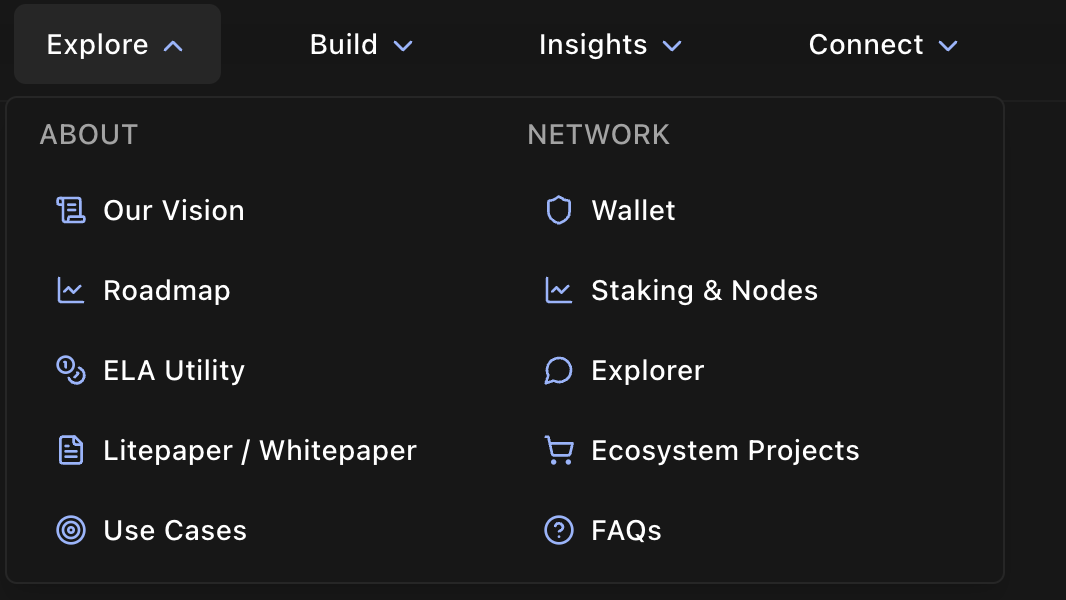 Explore Build Insights Connect
ABOUT
Our Vision
Roadmap
ELA Utility
Litepaper / Whitepaper
Use Cases
NETWORK
Wallet
Staking & Nodes
Explorer
Ecosystem Projects
FAQs